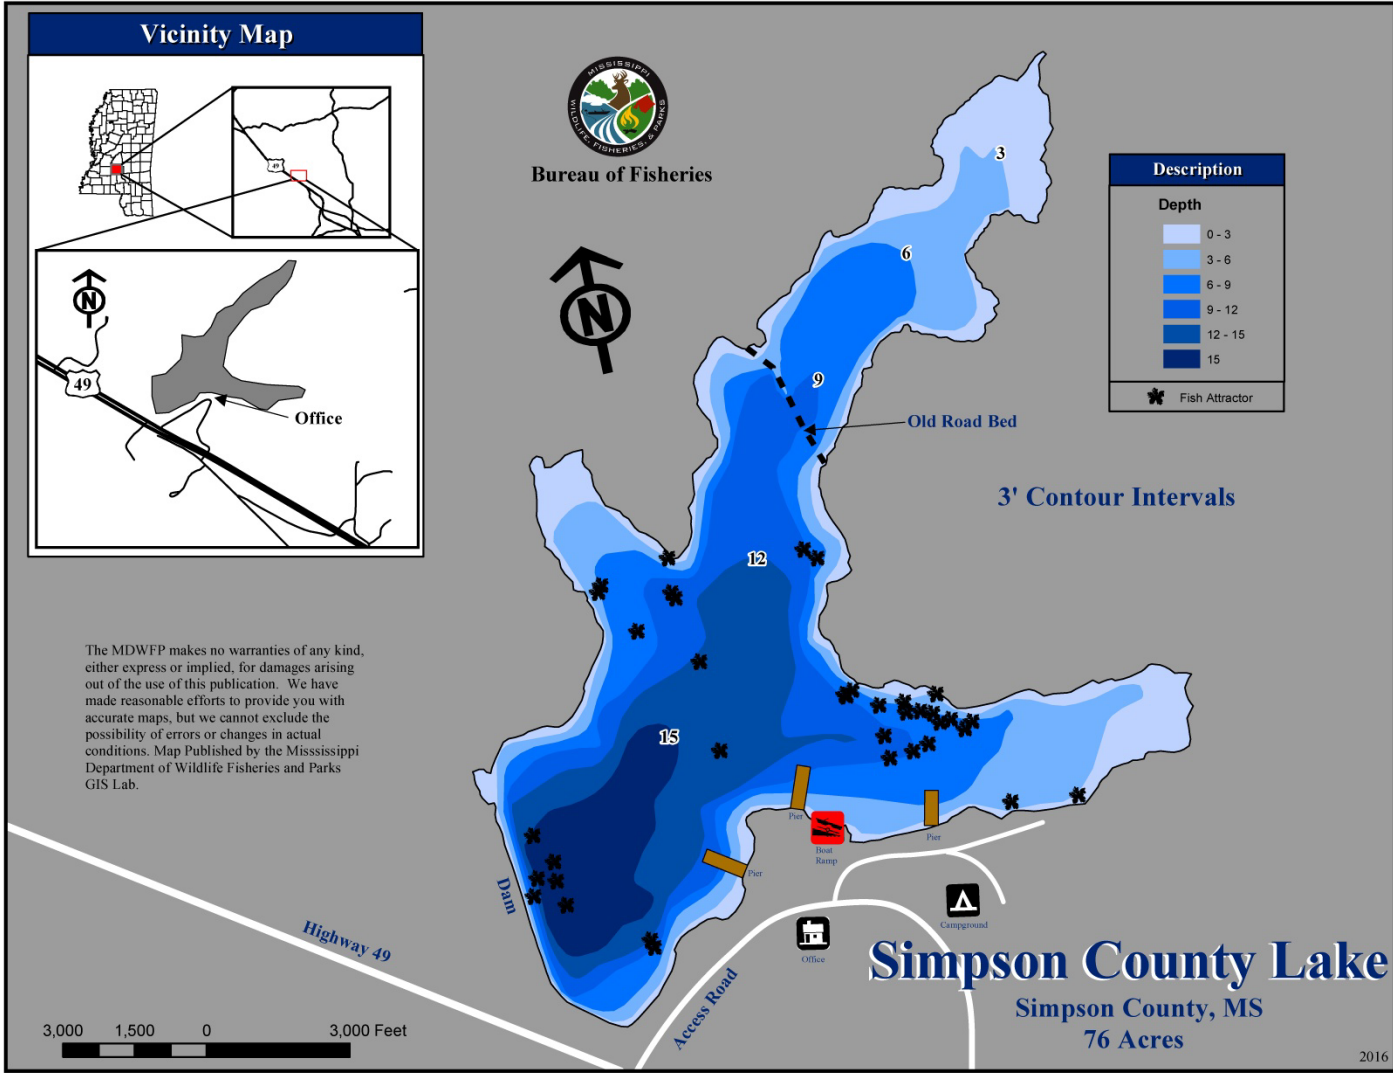 Vicinity Map
49
49
N
Office
MISSISSIPPI
WILDLIFE, FISHERIES, & PARKS
Bureau of Fisheries
N
Description
Depth
0 - 3
3 - 6
6 - 9
9 - 12
12 - 15
15
Fish Attractor
3
6
9
Old Road Bed
3' Contour Intervals
12
15
The MDWFP makes no warranties of any kind,
either express or implied, for damages arising
out of the use of this publication.  We have
made reasonable efforts to provide you with
accurate maps, but we cannot exclude the
possibility of errors or changes in actual
conditions. Map Published by the Misssissippi
Department of Wildlife Fisheries and Parks
GIS Lab.
Pier
Boat
Ramp
Pier
Pier
Dam
Highway 49
Access Road
Office
Campground
Simpson County Lake
Simpson County, MS
76 Acres
3,000 1,500 0 3,000 Feet
2016